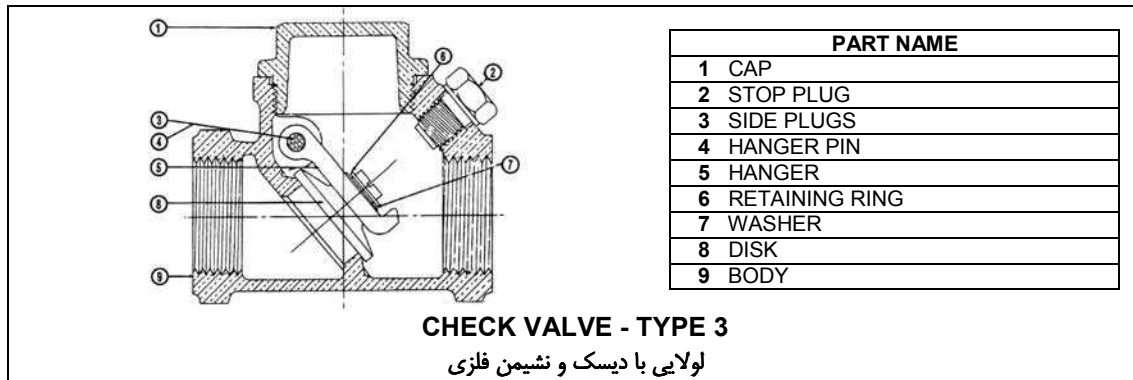 1
6
2
3
4
5
7
8
9
PART NAME
1 CAP
2 STOP PLUG
3 SIDE PLUGS
4 HANGER PIN
5 HANGER
6 RETAINING RING
7 WASHER
8 DISK
9 BODY
CHECK VALVE - TYPE 3
لولایی با دیسک و نشیمن فلزی